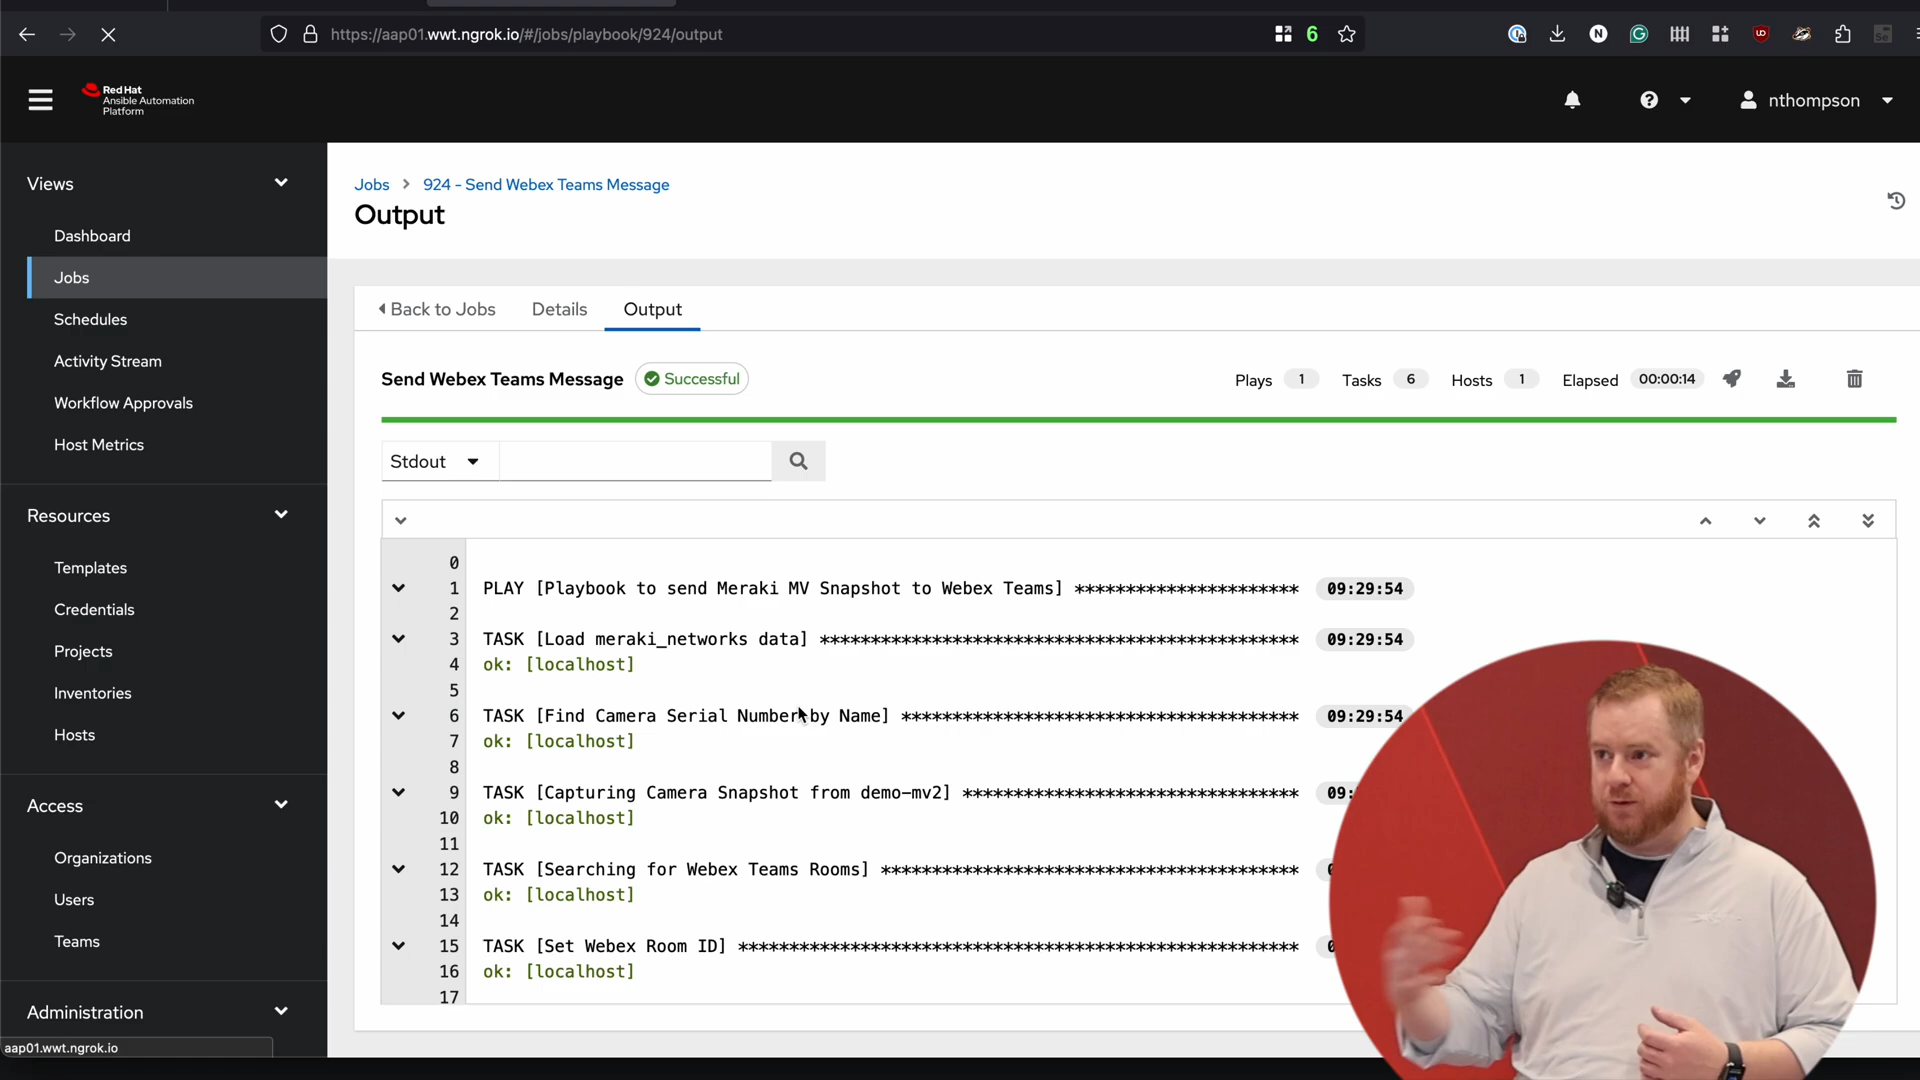 https://aap01.wwt.ngrok.io/#/jobs/playbook/924/output
6
N
UD
Se
Red Hat
Ansible Automation
Platform
nthompson
Views
Dashboard
Jobs
Schedules
Activity Stream
Workflow Approvals
Host Metrics
Resources
Templates
Credentials
Projects
Inventories
Hosts
Access
Organizations
Users
Teams
Administration
aap01.wwt.ngrok.io
Jobs > 924 - Send Webex Teams Message
Output
Back to Jobs Details Output
Send Webex Teams Message Successful Plays 1 Tasks 6 Hosts 1 Elapsed 00:00:14
Stdout
0
1 PLAY [Playbook to send Meraki MV Snapshot to Webex Teams] ********************** 09:29:54
2
3 TASK [Load meraki_networks data] *********************************************** 09:29:54
4 ok: [localhost]
5
6 TASK [Find Camera Serial Number by Name] *************************************** 09:29:54
7 ok: [localhost]
8
9 TASK [Capturing Camera Snapshot from demo-mv2] ********************************* 09:
10 ok: [localhost]
11
12 TASK [Searching for Webex Teams Rooms] ***************************************** 0
13 ok: [localhost]
14
15 TASK [Set Webex Room ID] ******************************************************* 0
16 ok: [localhost]
17